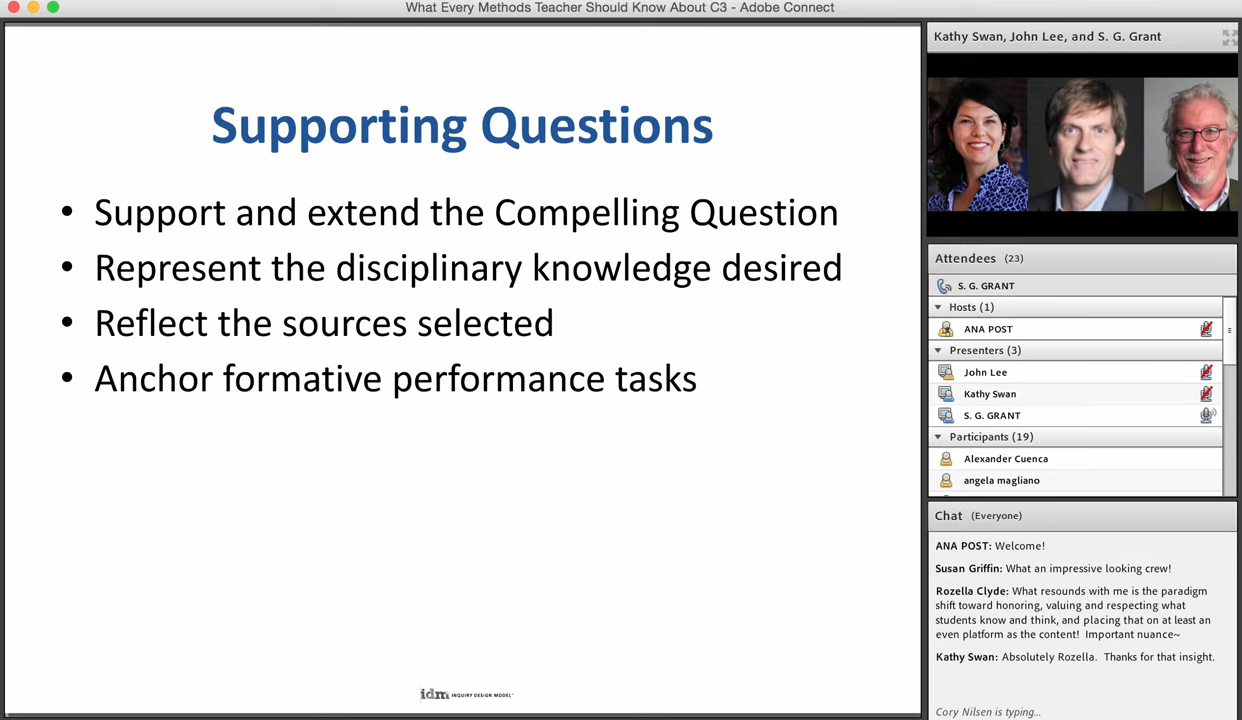 What Every Methods Teacher Should Know About C3 - Adobe Connect
Supporting Questions
• Support and extend the Compelling Question
• Represent the disciplinary knowledge desired
• Reflect the sources selected
• Anchor formative performance tasks
idm INQUIRY DESIGN MODEL™
Kathy Swan, John Lee, and S. G. Grant
Attendees (23)
S. G. GRANT
Hosts (1)
ANA POST
Presenters (3)
John Lee
Kathy Swan
S. G. GRANT
Participants (19)
Alexander Cuenca
angela magliano
Chat (Everyone)
ANA POST: Welcome!
Susan Griffin: What an impressive looking crew!
Rozella Clyde: What resounds with me is the paradigm
shift toward honoring, valuing and respecting what
students know and think, and placing that on at least an
even platform as the content! Important nuance~
Kathy Swan: Absolutely Rozella. Thanks for that insight.
Cory Nilsen is typing...